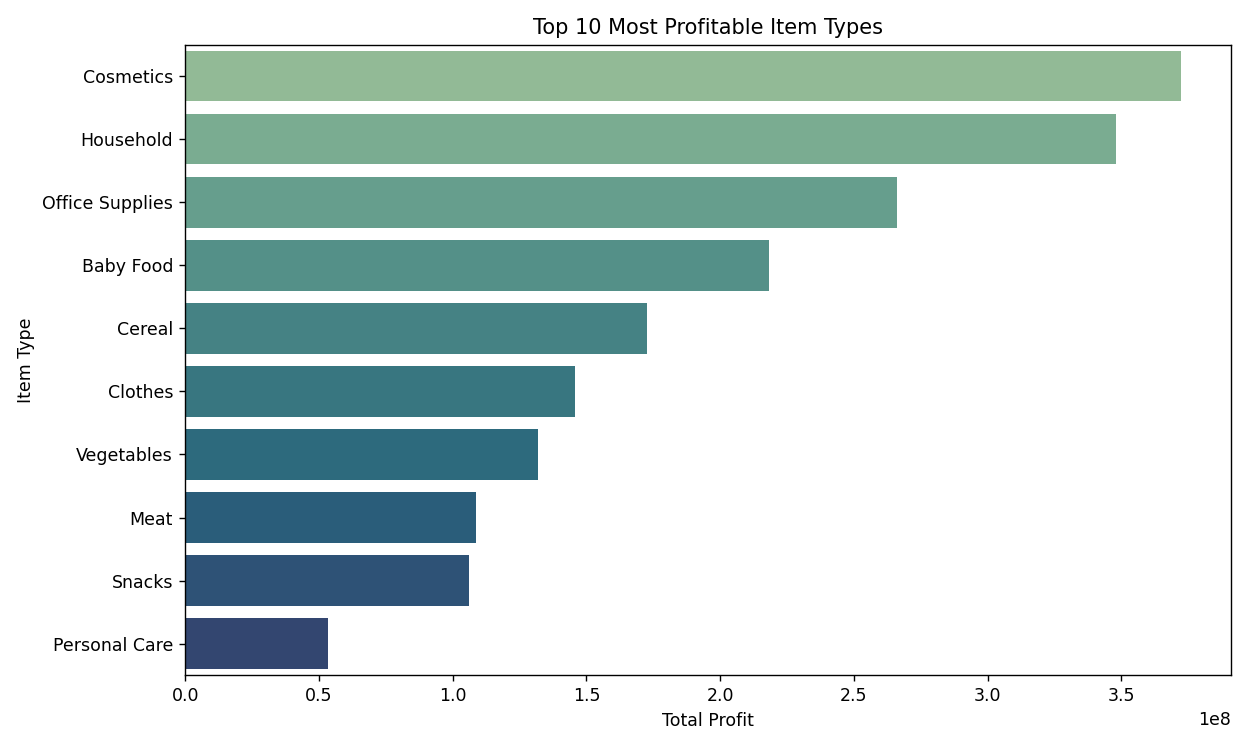 Top 10 Most Profitable Item Types
Item Type
Cosmetics
Household
Office Supplies
Baby Food
Cereal
Clothes
Vegetables
Meat
Snacks
Personal Care
0.0 0.5 1.0 1.5 2.0 2.5 3.0 3.5
Total Profit
1e8